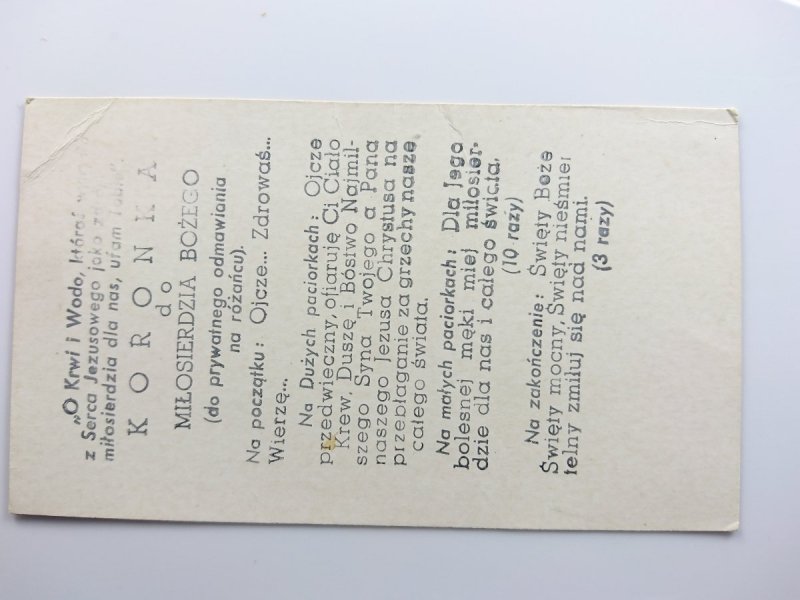 „O Krwi i Wodo, któraś
z Serca Jezusowego jako
miłosierdzia dla nas, ufam Tobie".
K O R O N K A
do
MIŁOSIERDZIA BOŻEGO
(do prywatnego odmawiania
na różańcu).
Na początku: Ojcze... Zdrowaś...
Wierzę...
Na Dużych paciorkach: Ojcze
przedwieczny, ofiaruję Ci Ciało
Krew, Duszę i Bóstwo Najmil-
szego Syna Twojego a Pana
naszego Jezusa Chrystusa na
przebłaganie za grzechy nasze
całego świata.
Na małych paciorkach: Dla Jego
bolesnej męki miej miłosier-
dzie dla nas i całego świata.
(10 razy)
Na zakończenie: Święty Boże
Święty mocny, Święty nieśmier
telny zmiłuj się nad nami.
(3 razy)